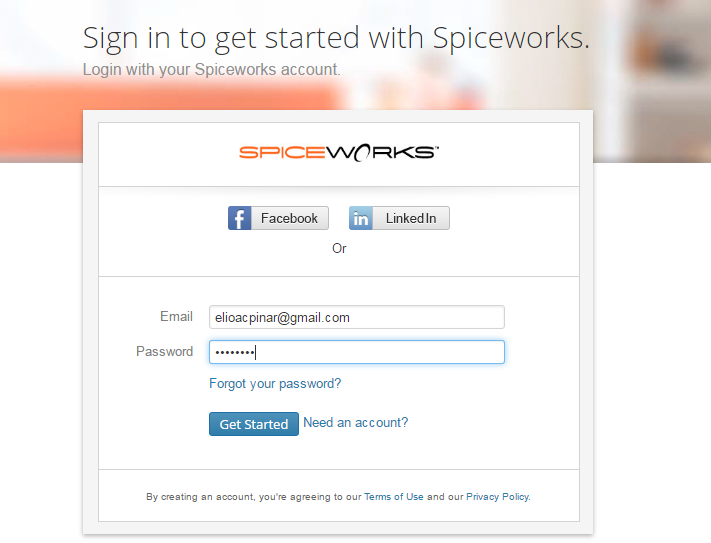 Sign in to get started with Spiceworks.
Login with your Spiceworks account.
SPICEWORKS™
Facebook
LinkedIn
Or
Email
elioacpinar@gmail.com
Password
••••••••
Forgot your password?
Get Started
Need an account?
By creating an account, you're agreeing to our Terms of Use and our Privacy Policy.